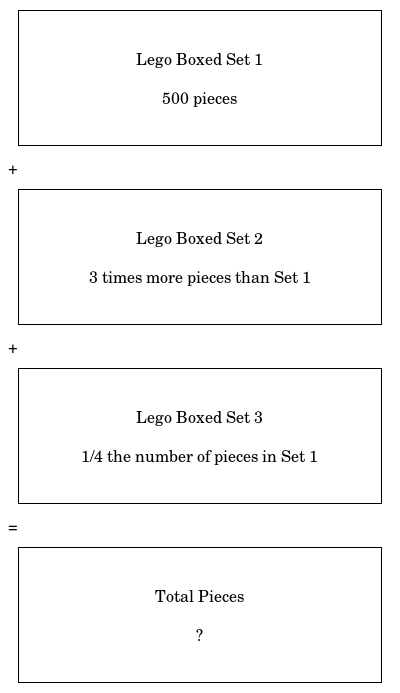 Lego Boxed Set 1
500 pieces
+
Lego Boxed Set 2
3 times more pieces than Set 1
+
Lego Boxed Set 3
1/4 the number of pieces in Set 1
=
Total Pieces
?